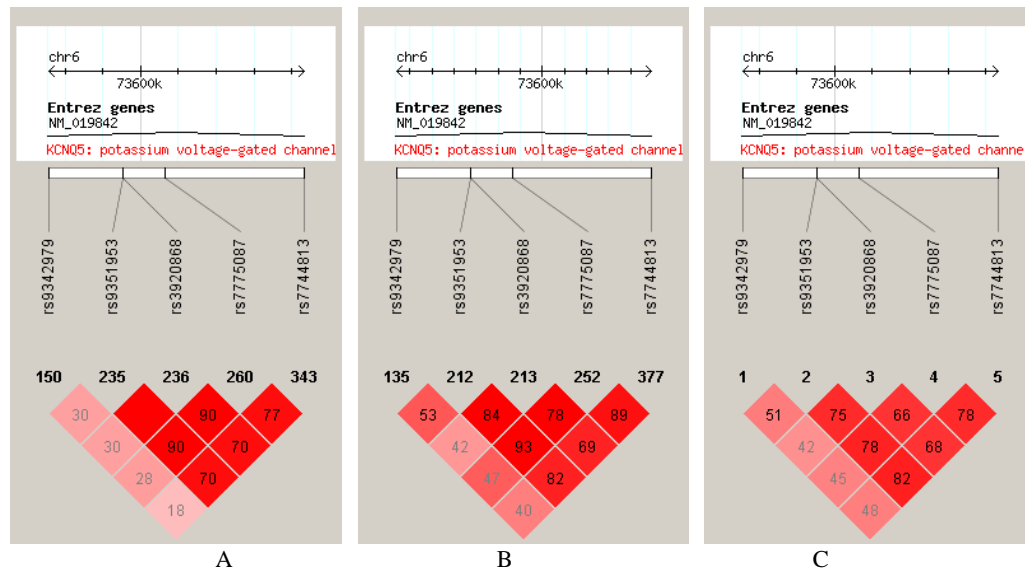 chr6
73600k
Entrez genes
NM_019842
KCNQ5: potassium voltage-gated channel
rs9342979
rs9351953
rs3920868
rs7775087
rs7744813
150 235 236 260 343
30 90 77
30 90 70
28 70
18
A
chr6
73600k
Entrez genes
NM_019842
KCNQ5: potassium voltage-gated channel
rs9342979
rs9351953
rs3920868
rs7775087
rs7744813
135 212 213 252 377
53 84 78 89
42 93 69
47 82
40
B
chr6
73600k
Entrez genes
NM_019842
KCNQ5: potassium voltage-gated channe
rs9342979
rs9351953
rs3920868
rs7775087
rs7744813
1 2 3 4 5
51 75 66 78
42 78 68
45 82
48
C